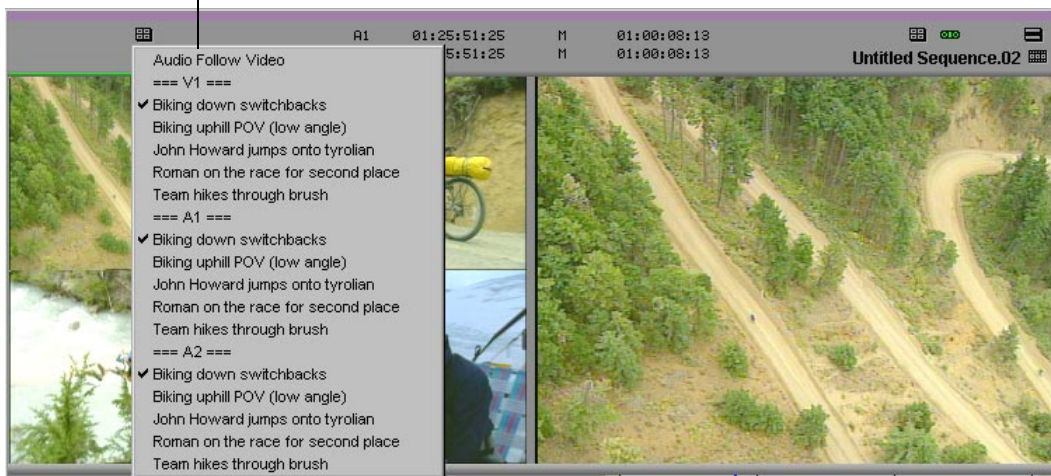 A1 01:25:51:25 M 01:00:08:13
5:51:25 M 01:00:08:13
Untitled Sequence.02
Audio Follow Video
=== V1 ===
✔ Biking down switchbacks
Biking uphill POV (low angle)
John Howard jumps onto tyrolian
Roman on the race for second place
Team hikes through brush
=== A1 ===
✔ Biking down switchbacks
Biking uphill POV (low angle)
John Howard jumps onto tyrolian
Roman on the race for second place
Team hikes through brush
=== A2 ===
✔ Biking down switchbacks
Biking uphill POV (low angle)
John Howard jumps onto tyrolian
Roman on the race for second place
Team hikes through brush